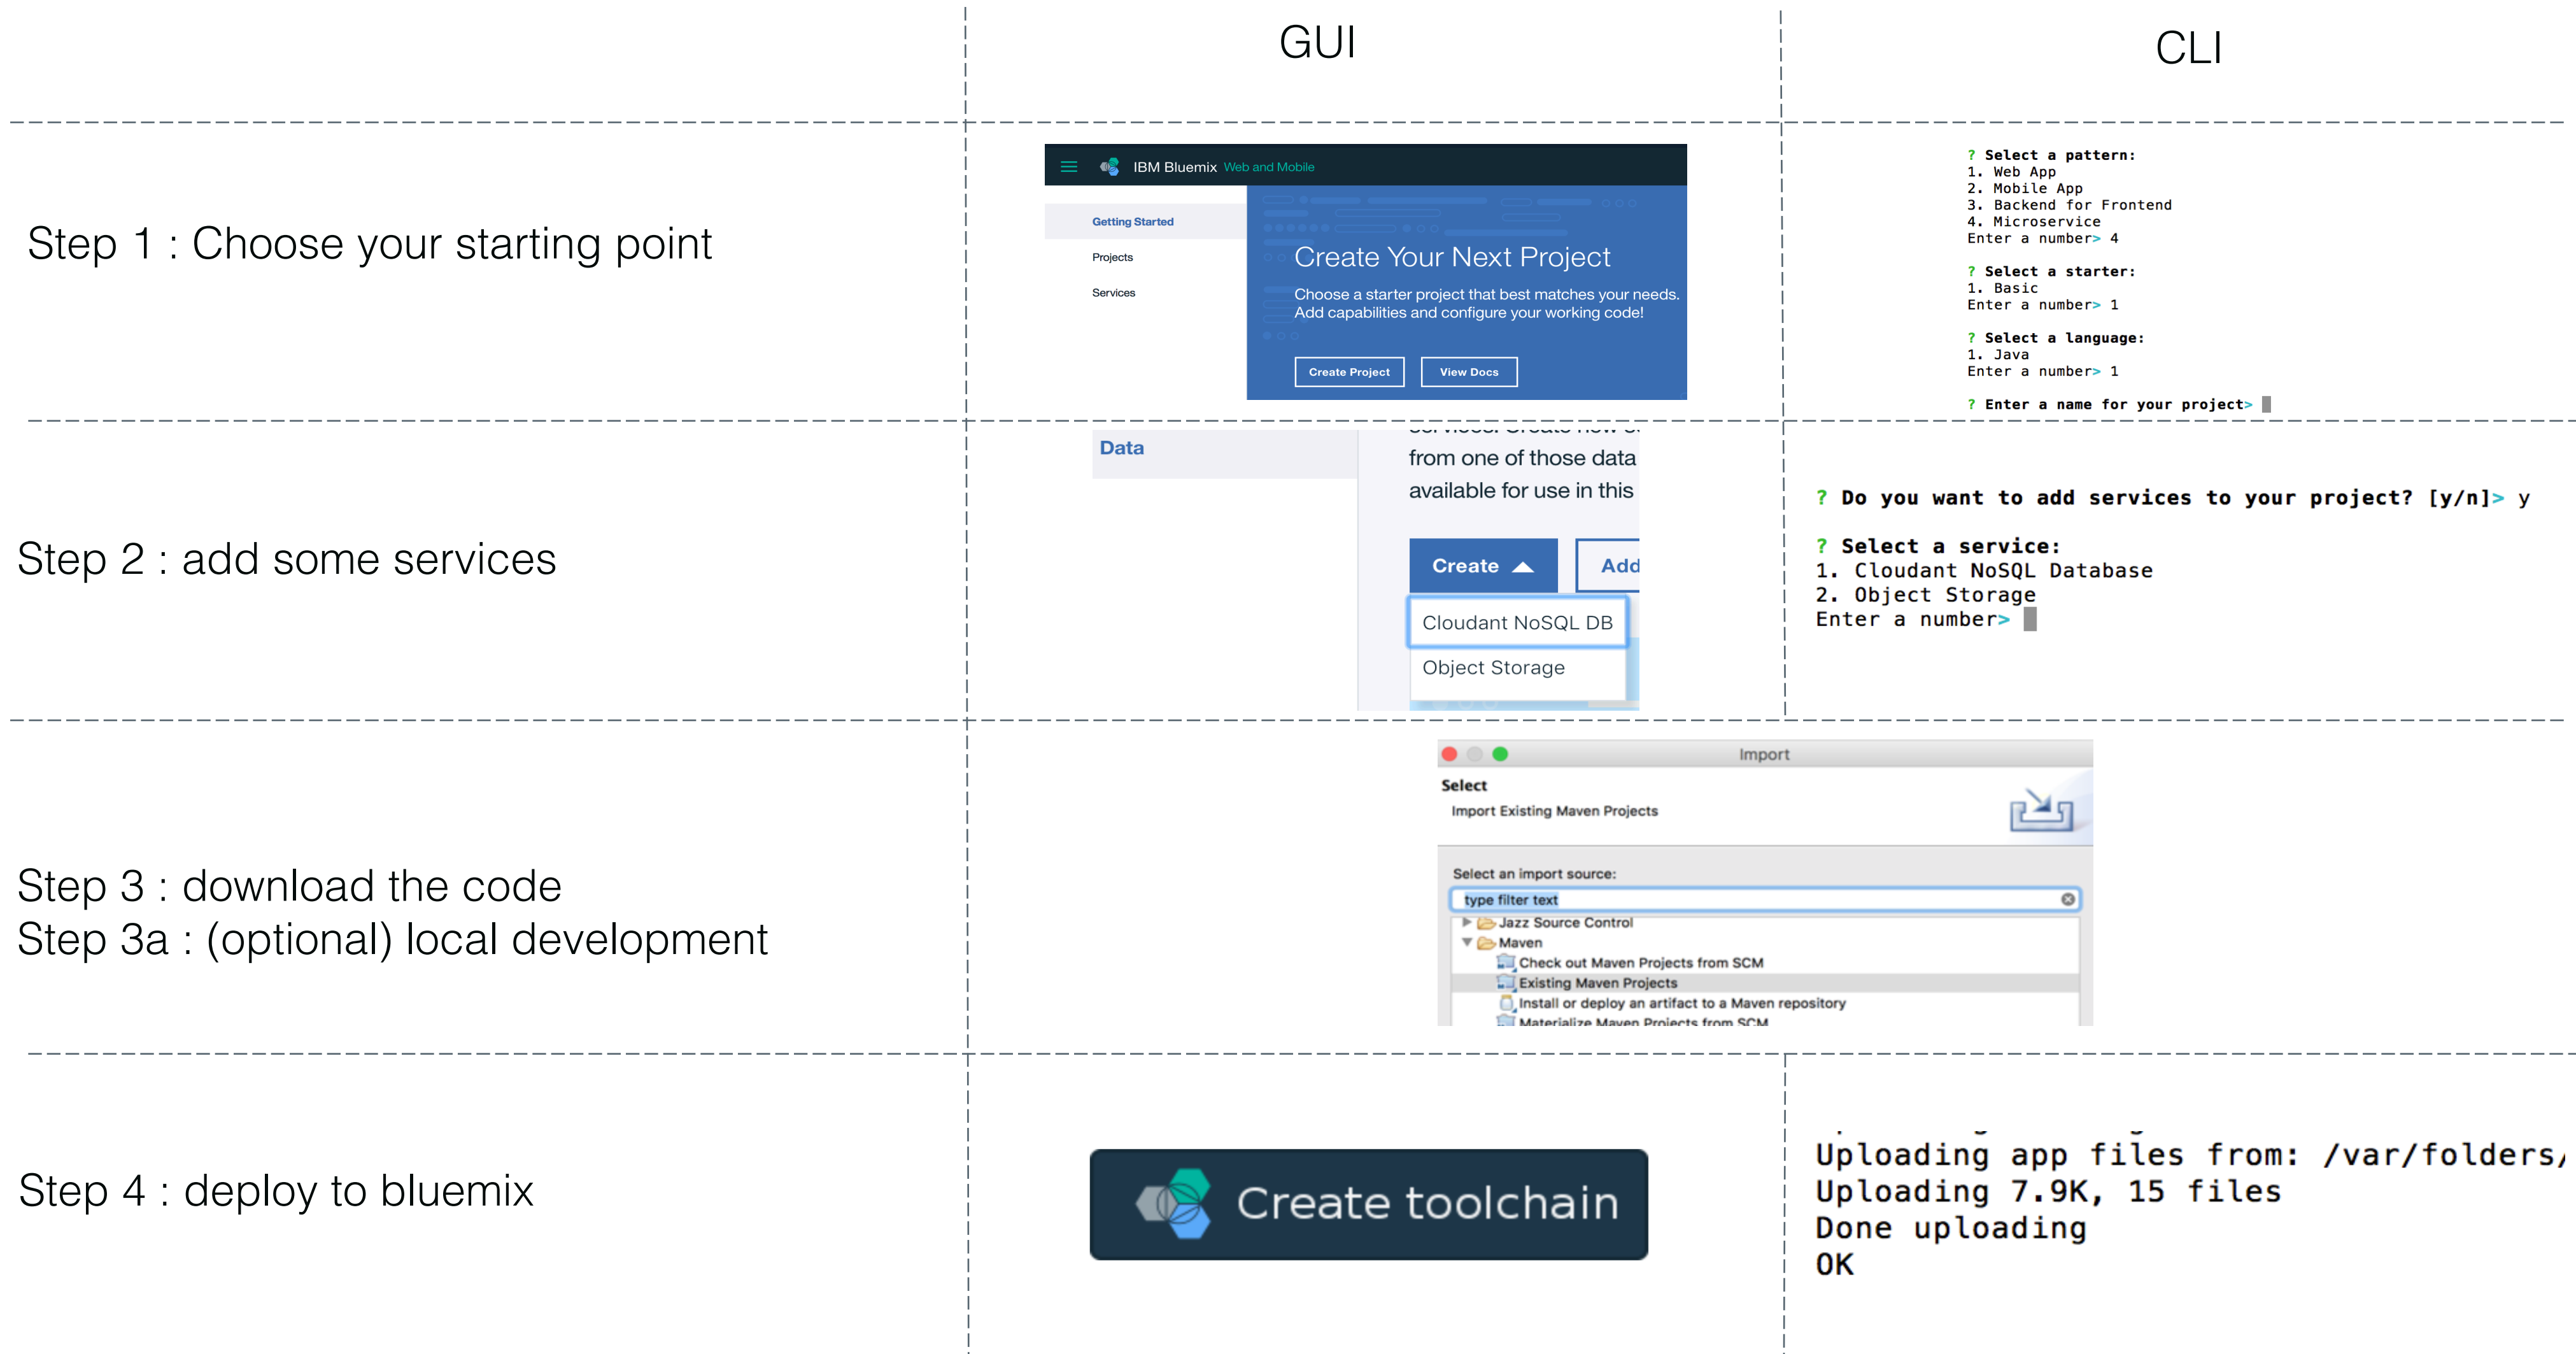 GUI
CLI
Step 1 : Choose your starting point
IBM Bluemix Web and Mobile
Getting Started
Projects
Services
Create Your Next Project
Choose a starter project that best matches your needs.
Add capabilities and configure your working code!
Create Project
View Docs
? Select a pattern:
1. Web App
2. Mobile App
3. Backend for Frontend
4. Microservice
Enter a number> 4
? Select a starter:
1. Basic
Enter a number> 1
? Select a language:
1. Java
Enter a number> 1
? Enter a name for your project>
Step 2 : add some services
Data
from one of those data
available for use in this
Create
Add
Cloudant NoSQL DB
Object Storage
? Do you want to add services to your project? [y/n]> y
? Select a service:
1. Cloudant NoSQL Database
2. Object Storage
Enter a number>
Step 3 : download the code
Step 3a : (optional) local development
Import
Select
Import Existing Maven Projects
Select an import source:
type filter text
Jazz Source Control
Maven
Check out Maven Projects from SCM
Existing Maven Projects
Install or deploy an artifact to a Maven repository
Materialize Maven Projects from SCM
Step 4 : deploy to bluemix
Create toolchain
Uploading app files from: /var/folders/
Uploading 7.9K, 15 files
Done uploading
OK